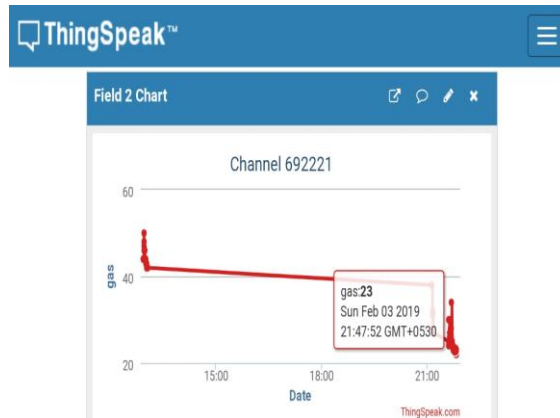 ThingSpeak™
Field 2 Chart
Channel 692221
60
40
20
gas
gas:23
Sun Feb 03 2019
21:47:52 GMT+0530
15:00
18:00
21:00
Date
ThingSpeak.com